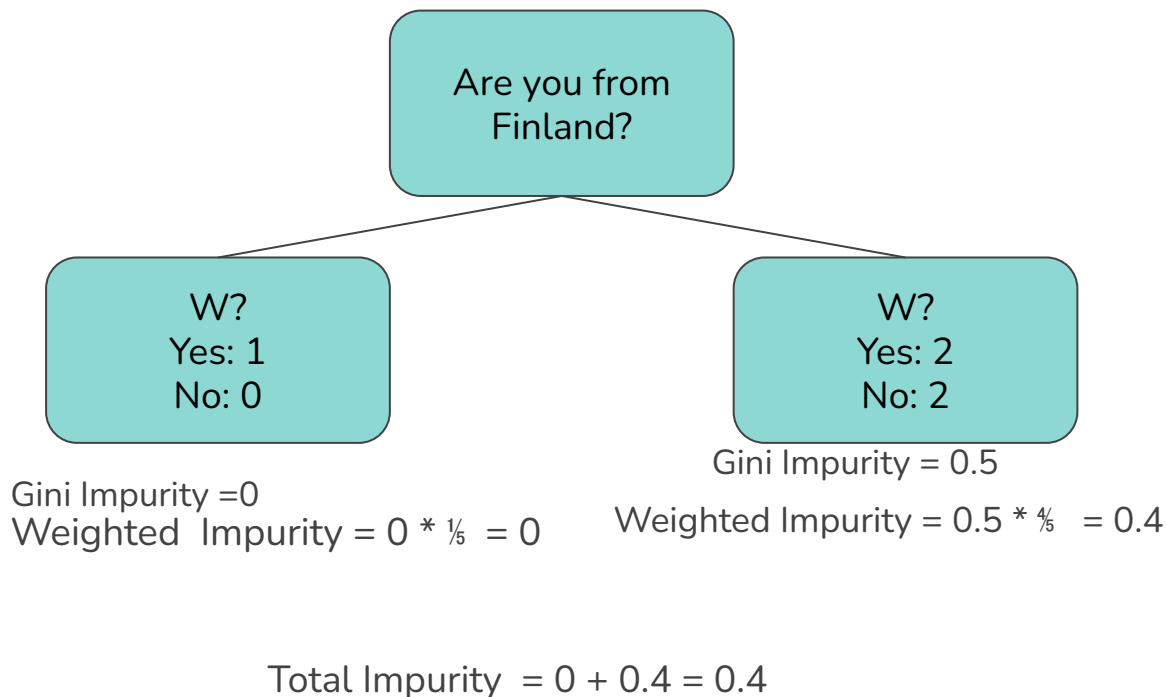 Are you from
Finland?
W?
Yes: 1
No: 0
W?
Yes: 2
No: 2
Gini Impurity =0
Weighted Impurity = 0 * ⅕ = 0
Gini Impurity = 0.5
Weighted Impurity = 0.5 * ⅘ = 0.4
Total Impurity = 0 + 0.4 = 0.4